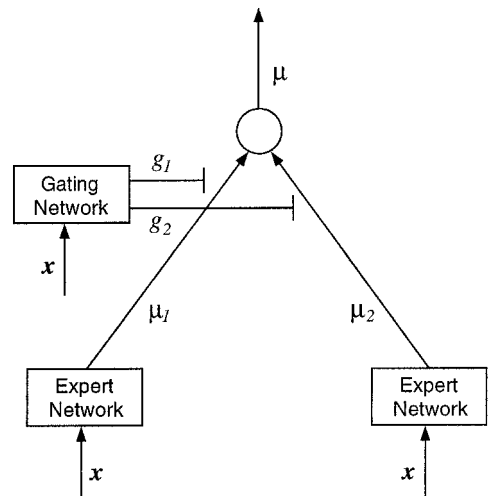 μ
g1
Gating
Network
g2
x
μ1
μ2
Expert
Network
Expert
Network
x
x